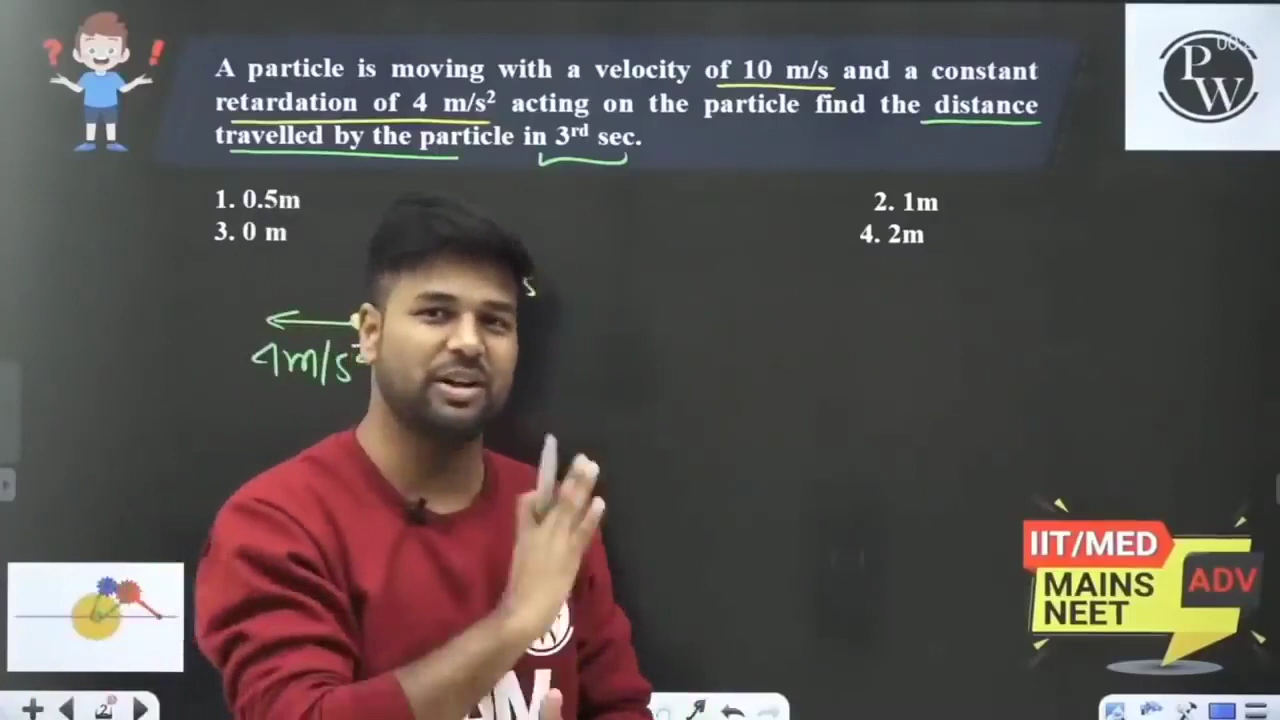 A particle is moving with a velocity of 10 m/s and a constant
retardation of 4 m/s² acting on the particle find the distance
travelled by the particle in 3rd sec.
1. 0.5m
2. 1m
3. 0 m
4. 2m
s
4m/s²
PW
IIT/MED
MAINS
NEET
ADV